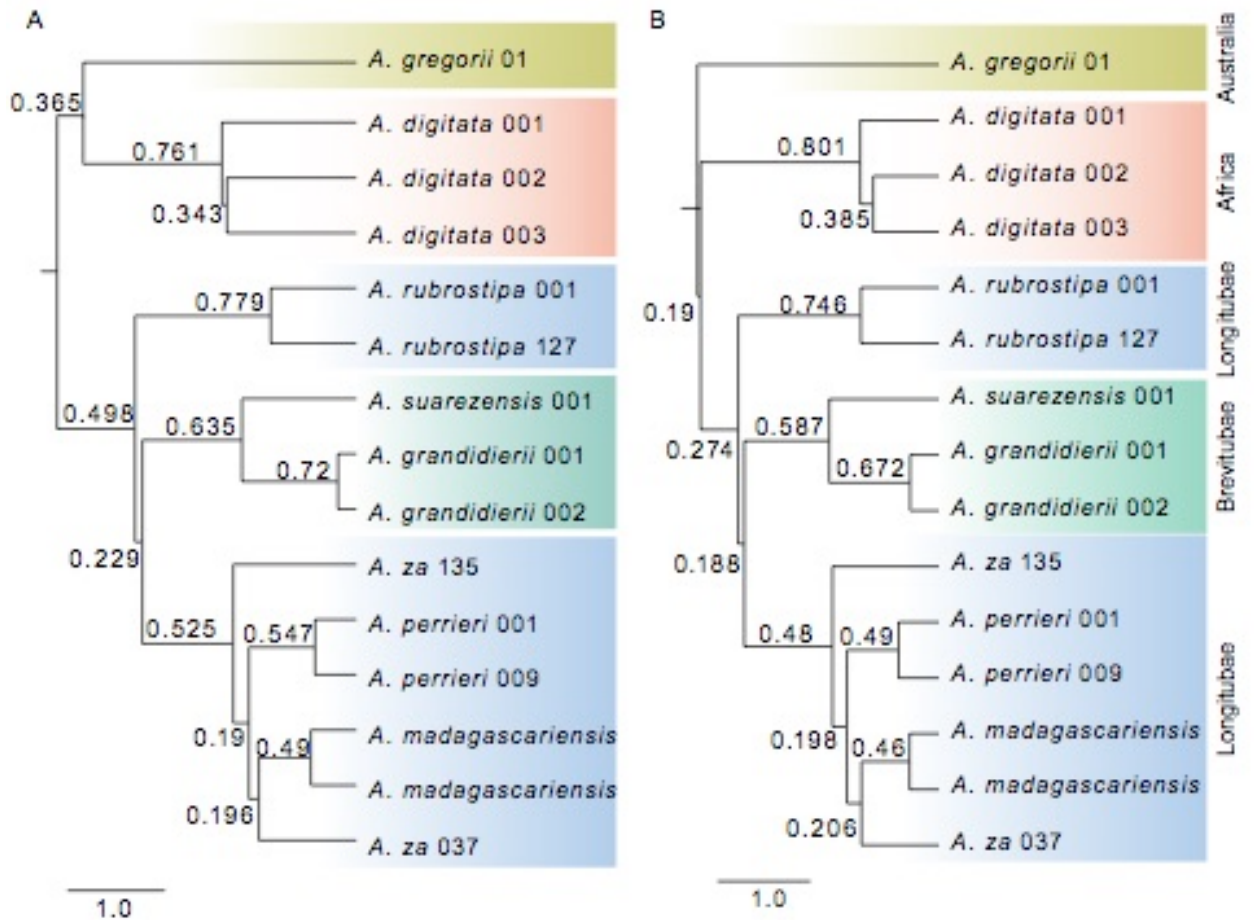 A
A. gregorii 01
0.365
A. digitata 001
0.761
A. digitata 002
0.343
A. digitata 003
A. rubrostipa 001
0.779
A. rubrostipa 127
A. suarezensis 001
0.498
0.635
A. grandidierii 001
0.72
A. grandidierii 002
0.229
A. za 135
A. perrieri 001
0.525
0.547
A. perrieri 009
A. madagascariensis
0.19
0.49
A. madagascariensis
0.196
A. za 037
1.0
B
A. gregorii 01
A. digitata 001
0.801
A. digitata 002
0.385
A. digitata 003
A. rubrostipa 001
0.19
0.746
A. rubrostipa 127
A. suarezensis 001
0.587
0.274
A. grandidierii 001
0.672
A. grandidierii 002
0.188
A. za 135
A. perrieri 001
0.48
0.49
A. perrieri 009
A. madagascariensis
0.198
0.46
A. madagascariensis
0.206
A. za 037
1.0
Australia
Africa
Longitubae
Brevitubae
Longitubae